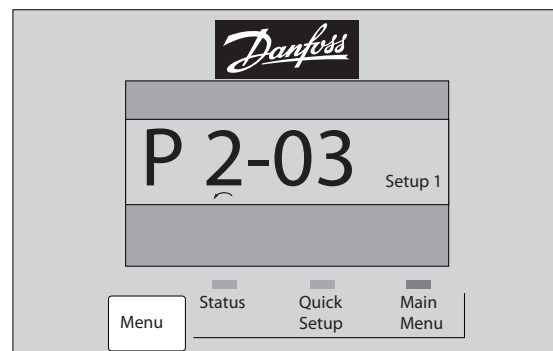 Danfoss
P 2-03
Setup 1
Menu
Status
Quick
Setup
Main
Menu